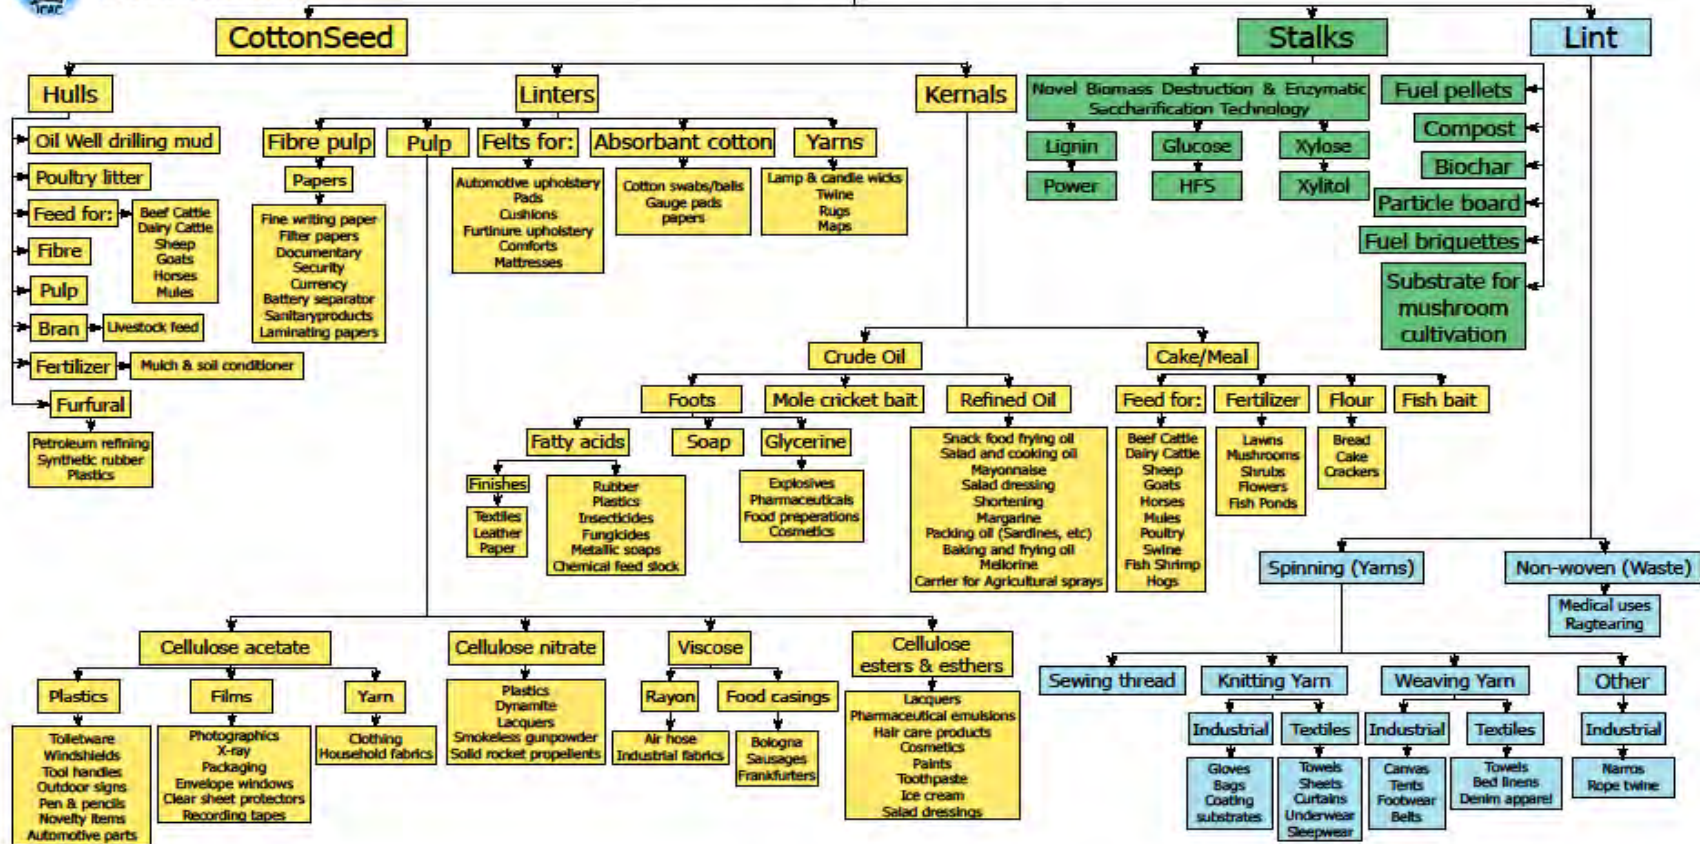 ICAC
CottonSeed
Stalks
Lint
Hulls
Linters
Kernals
Novel Biomass Destruction & Enzymatic
Saccharification Technology
Fuel pellets
Oil Well drilling mud
Fibre pulp
Pulp
Felts for:
Absorbant cotton
Yarns
Lignin
Glucose
Xylose
Compost
Biochar
Poultry litter
Papers
Automotive upholstery
Pads
Cushions
Furtinure upholstery
Comforts
Mattresses
Cotton swabs/balls
Gauge pads
papers
Lamp & candle wicks
Twine
Rugs
Maps
Power
HFS
Xylitol
Particle board
Feed for:
Beef Cattle
Dairy Cattle
Sheep
Goats
Horses
Mules
Fine writing paper
Filter papers
Documentary
Security
Currency
Battery separator
Sanitaryproducts
Laminating papers
Fuel briquettes
Fibre
Substrate for
mushroom
cultivation
Pulp
Bran
Livestock feed
Fertilizer
Mulch & soil conditioner
Crude Oil
Cake/Meal
Furfural
Petroleum refining
Synthetic rubber
Plastics
Foots
Mole cricket bait
Refined Oil
Feed for:
Fertilizer
Flour
Fish bait
Fatty acids
Soap
Glycerine
Snack food frying oil
Salad and cooking oil
Mayonnaise
Salad dressing
Shortening
Margarine
Packing oil (Sardines, etc)
Baking and frying oil
Mellorine
Carrier for Agricultural sprays
Beef Cattle
Dairy Cattle
Sheep
Goats
Horses
Mules
Poultry
Swine
Fish Shrimp
Hogs
Lawns
Mushrooms
Shrubs
Flowers
Fish Ponds
Bread
Cake
Crackers
Finishes
Textiles
Leather
Paper
Rubber
Plastics
Insecticides
Fungicides
Metallic soaps
Chemical feed stock
Explosives
Pharmaceuticals
Food preperations
Cosmetics
Spinning (Yarns)
Non-woven (Waste)
Medical uses
Ragtearing
Cellulose acetate
Cellulose nitrate
Viscose
Cellulose
esters & esthers
Sewing thread
Knitting Yarn
Weaving Yarn
Other
Plastics
Films
Yarn
Plastics
Dynamite
Lacquers
Smokeless gunpowder
Solid rocket propellents
Rayon
Food casings
Lacquers
Pharmaceutical emulsions
Hair care products
Cosmetics
Paints
Toothpaste
Ice cream
Salad dressings
Industrial
Textiles
Industrial
Textiles
Industrial
Toiletware
Windshields
Tool handles
Outdoor signs
Pen & pencils
Novelty items
Automotive parts
Photographics
X-ray
Packaging
Envelope windows
Clear sheet protectors
Recording tapes
Clothing
Household fabrics
Air hose
Industrial fabrics
Bologna
Sausages
Frankfurters
Gloves
Bags
Coating
substrates
Towels
Sheets
Curtains
Underwear
Sleepwear
Canvas
Tents
Footwear
Belts
Towels
Bed linens
Denim apparel
Narros
Rope twine